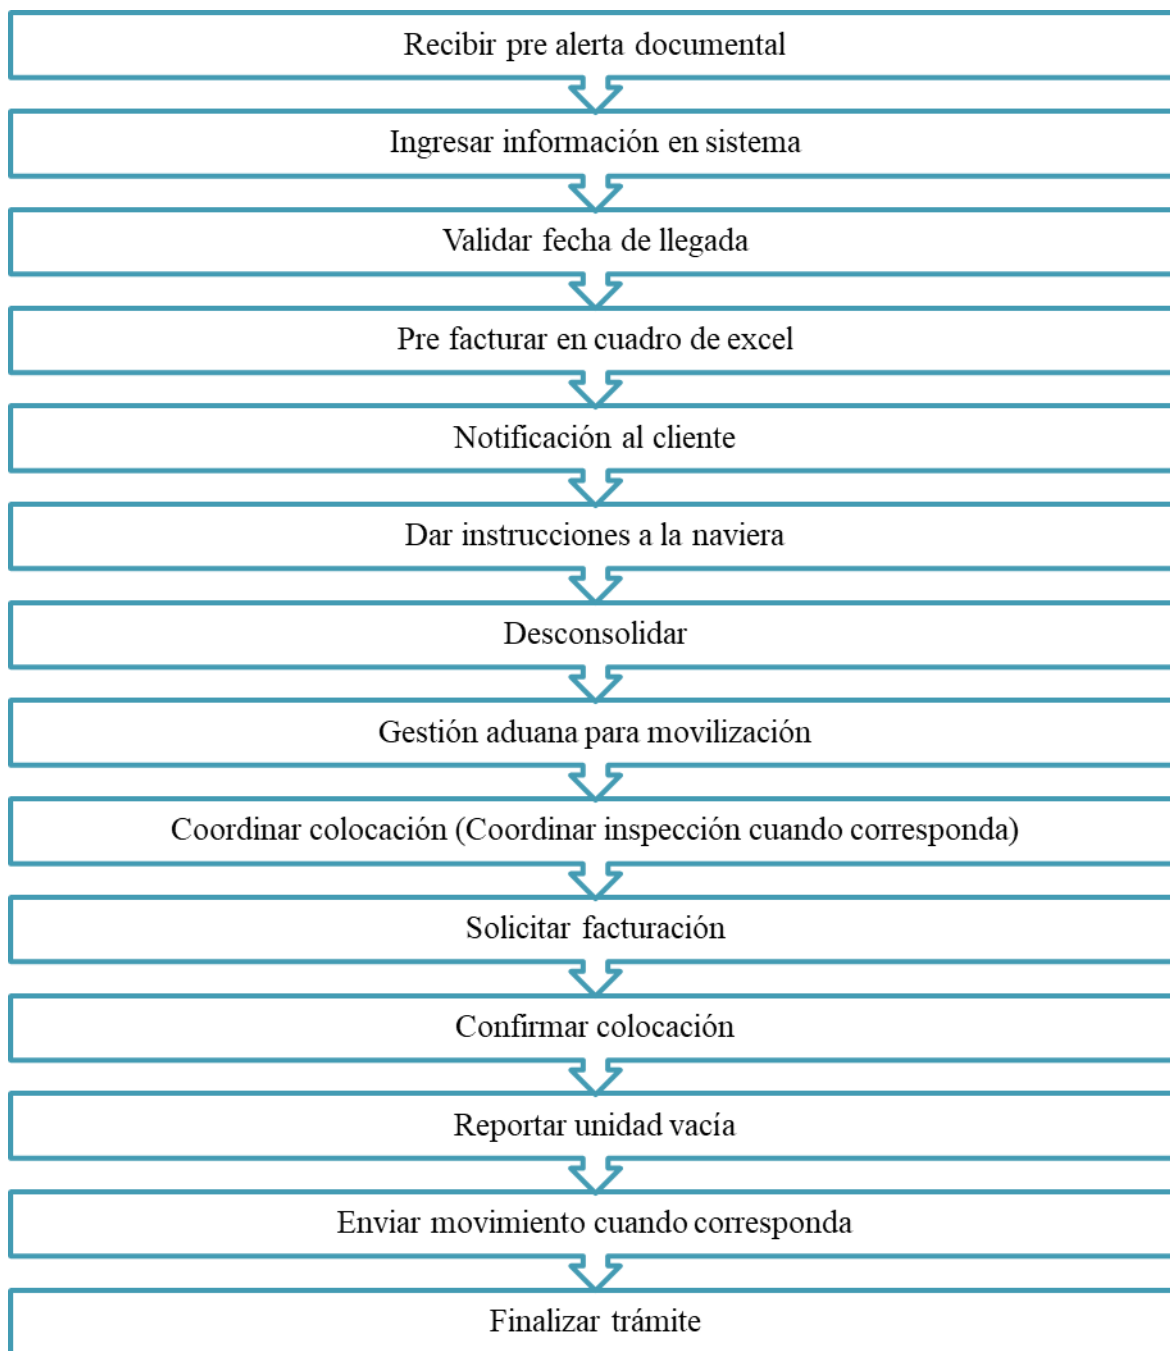 Recibir pre alerta documental
Ingresar información en sistema
Validar fecha de llegada
Pre facturar en cuadro de excel
Notificación al cliente
Dar instrucciones a la naviera
Desconsolidar
Gestión aduana para movilización
Coordinar colocación (Coordinar inspección cuando corresponda)
Solicitar facturación
Confirmar colocación
Reportar unidad vacía
Enviar movimiento cuando corresponda
Finalizar trámite